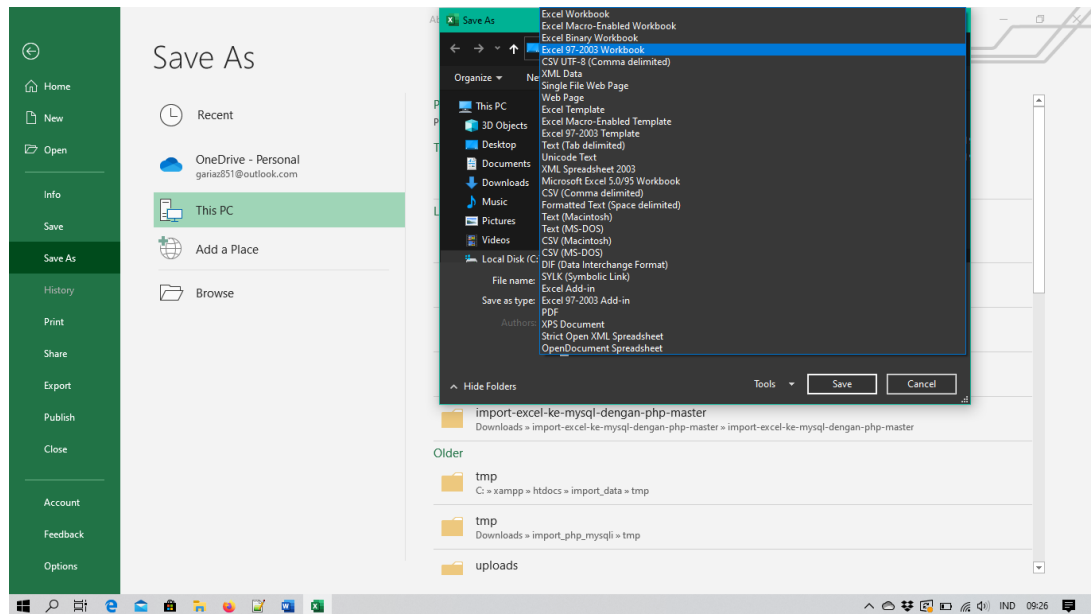 Save As
Home
New
Open
Info
Save
Save As
History
Print
Share
Export
Publish
Close
Account
Feedback
Options
Recent
OneDrive - Personal
gariaz851@outlook.com
This PC
Add a Place
Browse
Save As
Organize
Ne
This PC
3D Objects
Desktop
Documents
Downloads
Music
Pictures
Videos
Local Disk (C:
File name:
Save as type:
Authors:
Excel Workbook
Excel Macro-Enabled Workbook
Excel Binary Workbook
Excel 97-2003 Workbook
CSV UTF-8 (Comma delimited)
XML Data
Single File Web Page
Web Page
Excel Template
Excel Macro-Enabled Template
Excel 97-2003 Template
Text (Tab delimited)
Unicode Text
XML Spreadsheet 2003
Microsoft Excel 5.0/95 Workbook
CSV (Comma delimited)
Formatted Text (Space delimited)
Text (Macintosh)
Text (MS-DOS)
CSV (Macintosh)
CSV (MS-DOS)
DIF (Data Interchange Format)
SYLK (Symbolic Link)
Excel Add-in
Excel 97-2003 Add-in
PDF
XPS Document
Strict Open XML Spreadsheet
OpenDocument Spreadsheet
Hide Folders
Tools
Save
Cancel
import-excel-ke-mysql-dengan-php-master
Downloads » import-excel-ke-mysql-dengan-php-master » import-excel-ke-mysql-dengan-php-master
Older
tmp
C: » xampp » htdocs » import_data » tmp
tmp
Downloads » import_php_mysqli » tmp
uploads
IND
09:26